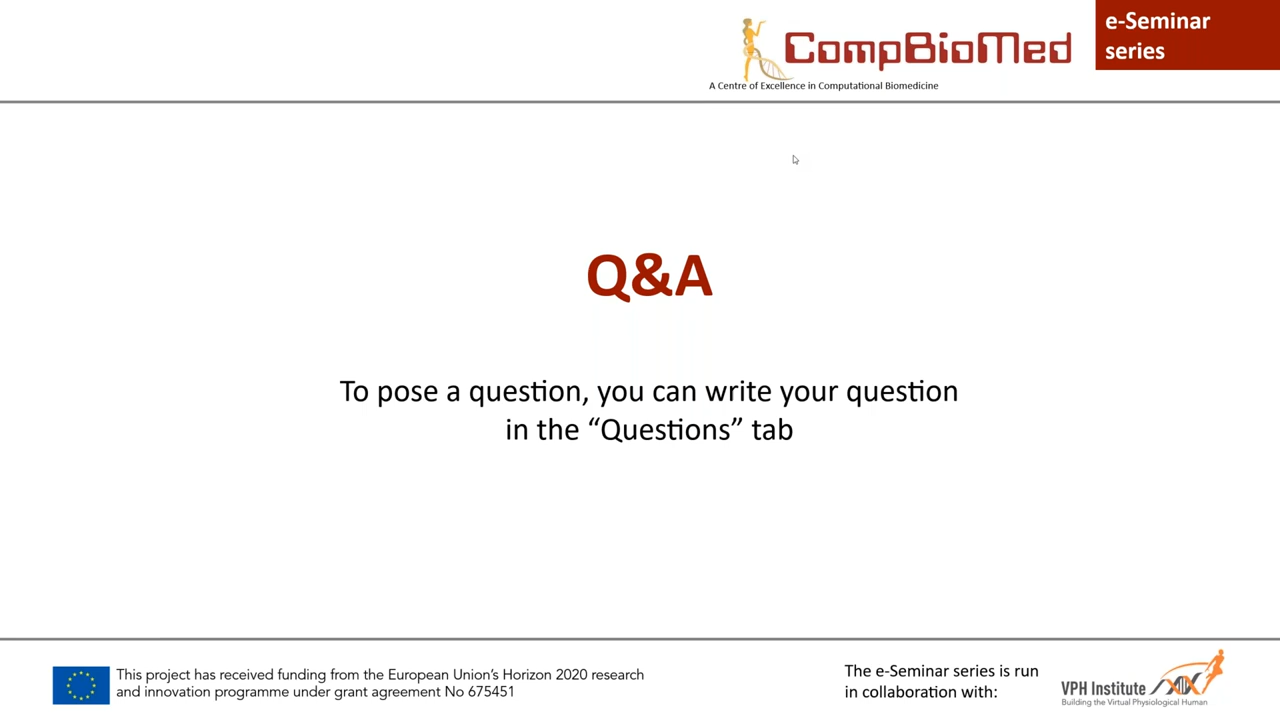 e-Seminar
series
CompBioMed
A Centre of Excellence in Computational Biomedicine
Q&A
To pose a question, you can write your question
in the “Questions” tab
This project has received funding from the European Union’s Horizon 2020 research
and innovation programme under grant agreement No 675451
The e-Seminar series is run
in collaboration with:
VPH Institute
Building the Virtual Physiological Human